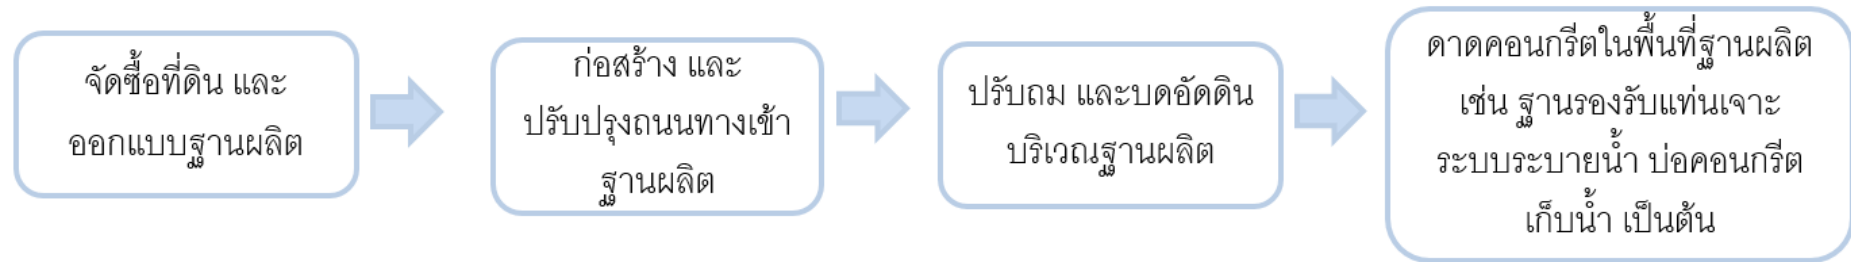 จัดซื้อที่ดิน และ
ออกแบบฐานผลิต
ก่อสร้าง และ
ปรับปรุงถนนทางเข้า
ฐานผลิต
ปรับถม และบดอัดดิน
บริเวณฐานผลิต
ดาดคอนกรีตในพื้นที่ฐานผลิต
เช่น ฐานรองรับแท่นเจาะ
ระบบระบายน้ำ บ่อคอนกรีต
เก็บน้ำ เป็นต้น